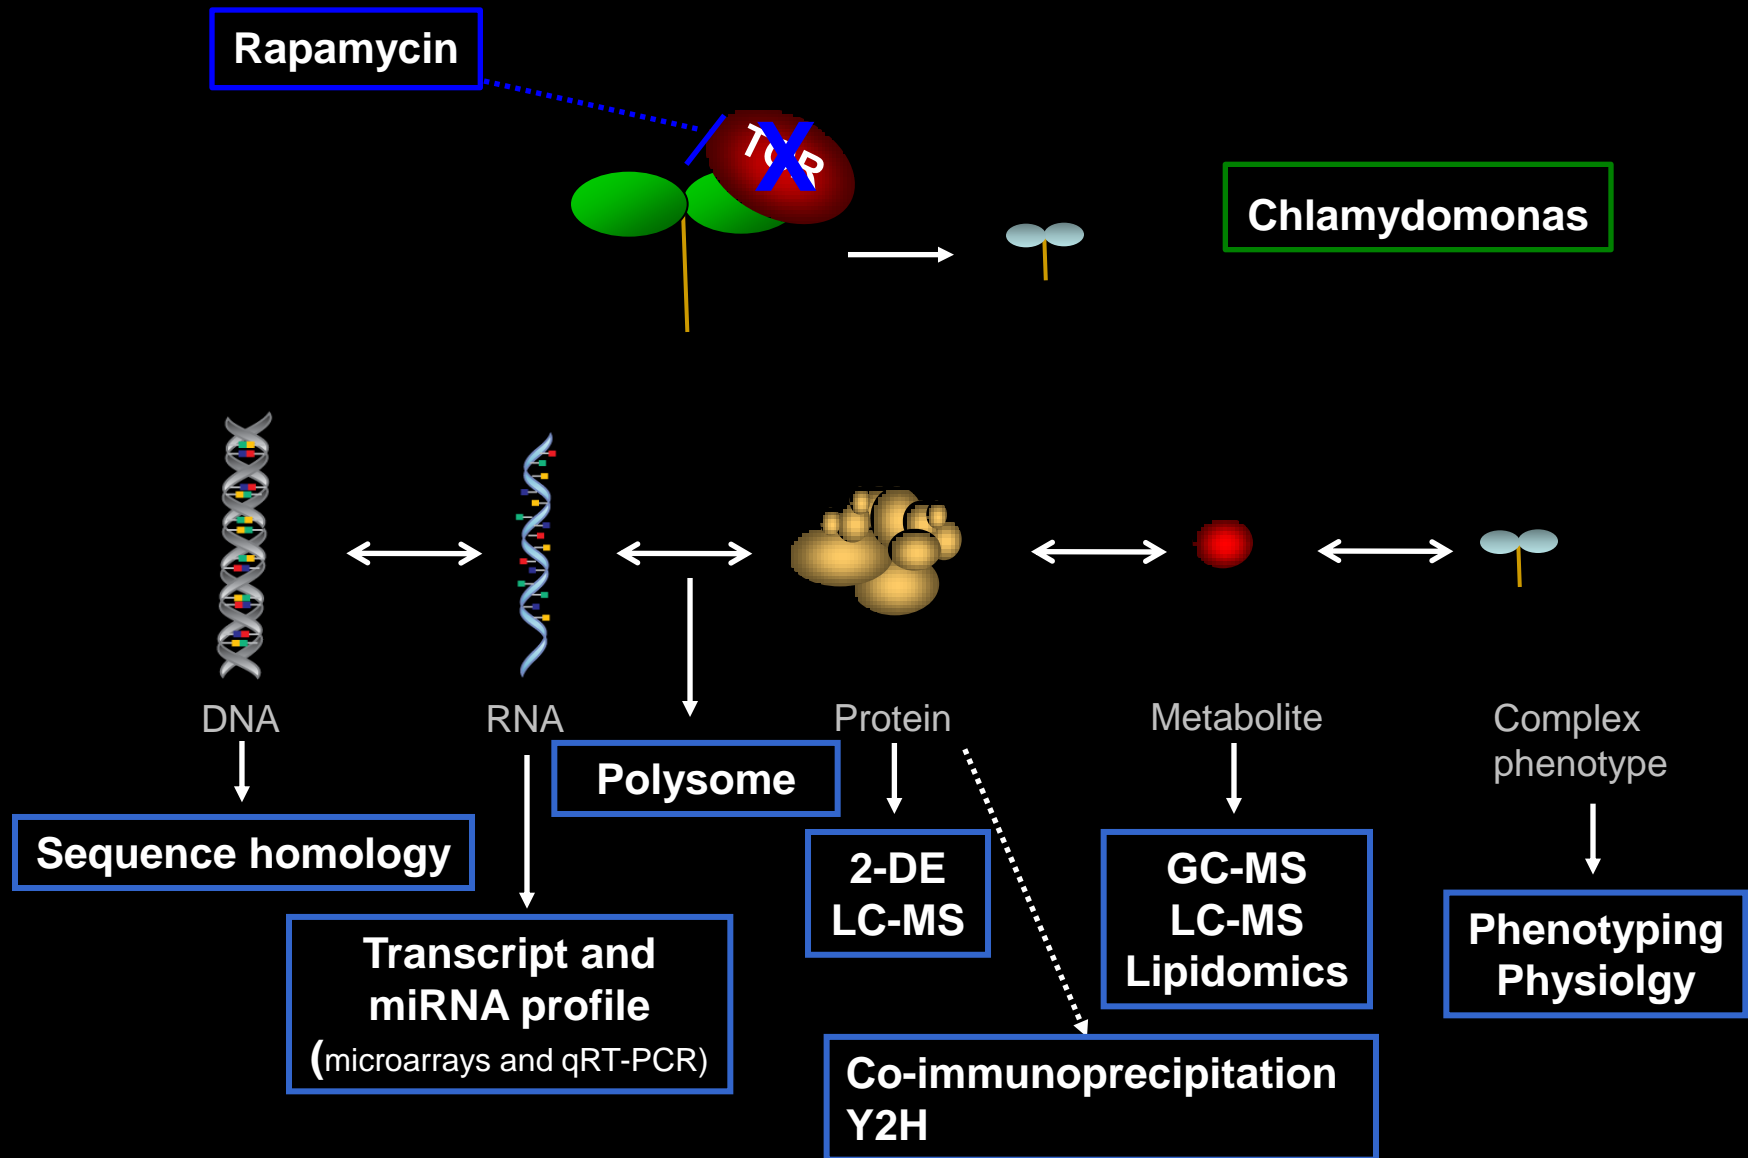 Rapamycin
TOR
X
Chlamydomonas
DNA
RNA
Protein
Metabolite
Complex
phenotype
Polysome
Sequence homology
2-DE
LC-MS
GC-MS
LC-MS
Lipidomics
Phenotyping
Physiolgy
Transcript and
miRNA profile
(microarrays and qRT-PCR)
Co-immunoprecipitation
Y2H